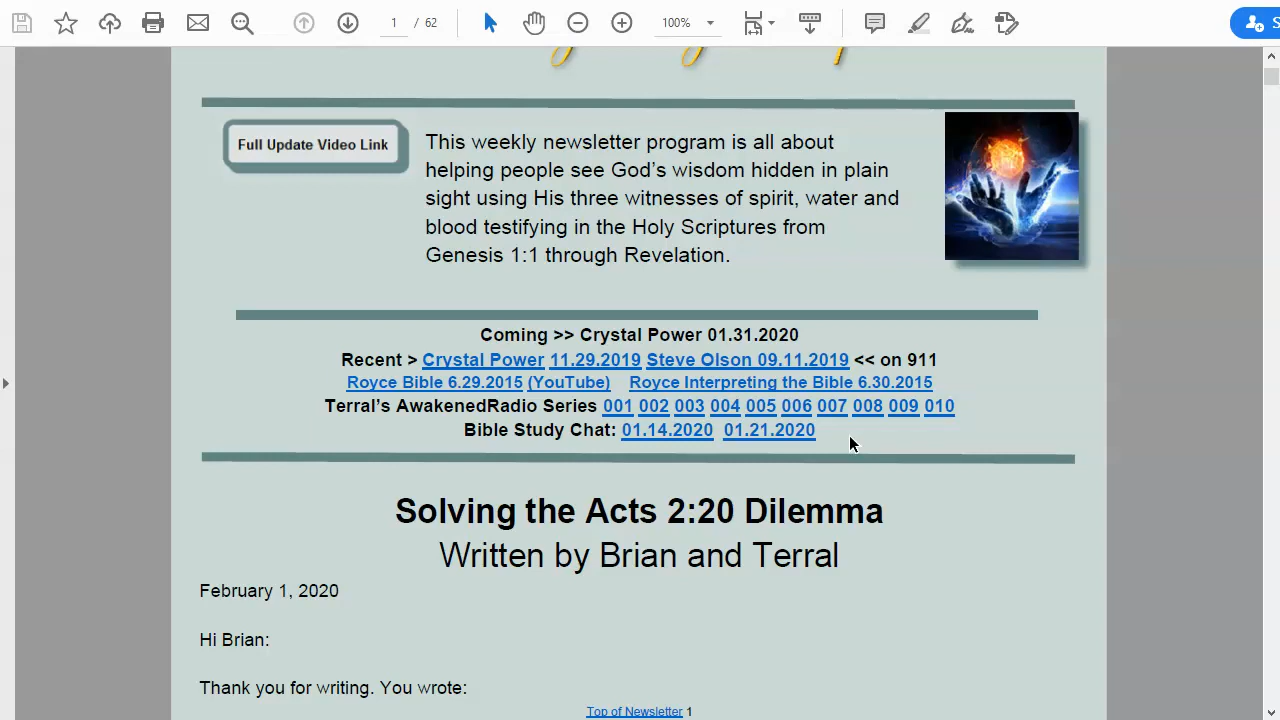 1 / 62 100%
Full Update Video Link
This weekly newsletter program is all about
helping people see God's wisdom hidden in plain
sight using His three witnesses of spirit, water and
blood testifying in the Holy Scriptures from
Genesis 1:1 through Revelation.
Coming >> Crystal Power 01.31.2020
Recent > Crystal Power 11.29.2019 Steve Olson 09.11.2019 << on 911
Royce Bible 6.29.2015 (YouTube) Royce Interpreting the Bible 6.30.2015
Terral's AwakenedRadio Series 001 002 003 004 005 006 007 008 009 010
Bible Study Chat: 01.14.2020 01.21.2020
Solving the Acts 2:20 Dilemma
Written by Brian and Terral
February 1, 2020
Hi Brian:
Thank you for writing. You wrote:
Top of Newsletter 1